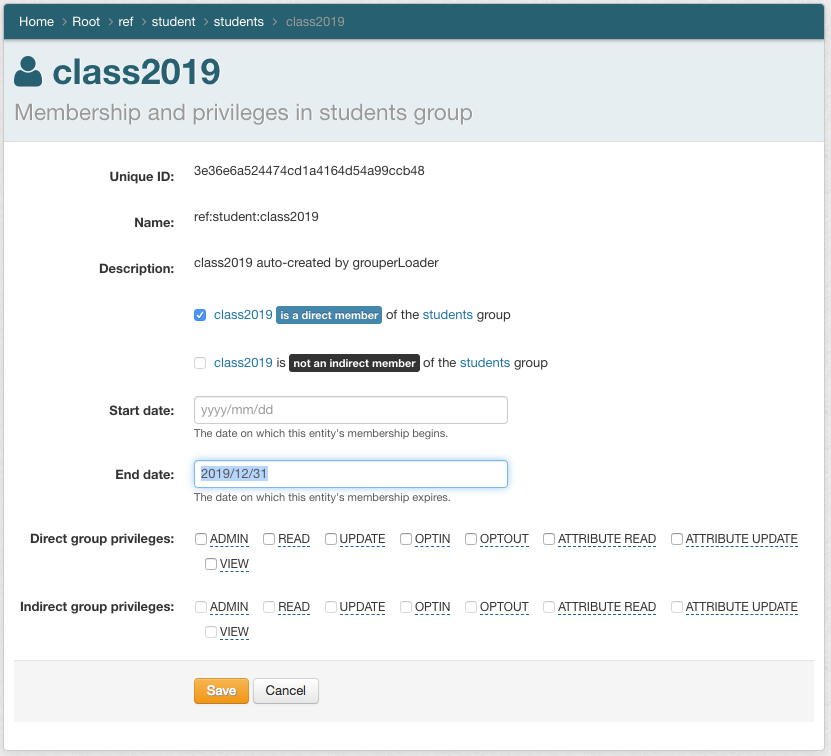 Home > Root > ref > student > students > class2019
class2019
Membership and privileges in students group
Unique ID: 3e36e6a524474cd1a4164d54a99ccb48
Name: ref:student:class2019
Description: class2019 auto-created by grouperLoader
class2019 is a direct member of the students group
class2019 is not an indirect member of the students group
Start date: yyyy/mm/dd
The date on which this entity's membership begins.
End date: 2019/12/31
The date on which this entity's membership expires.
Direct group privileges: ADMIN READ UPDATE OPTIN OPTOUT ATTRIBUTE READ ATTRIBUTE UPDATE
VIEW
Indirect group privileges: ADMIN READ UPDATE OPTIN OPTOUT ATTRIBUTE READ ATTRIBUTE UPDATE
VIEW
Save Cancel